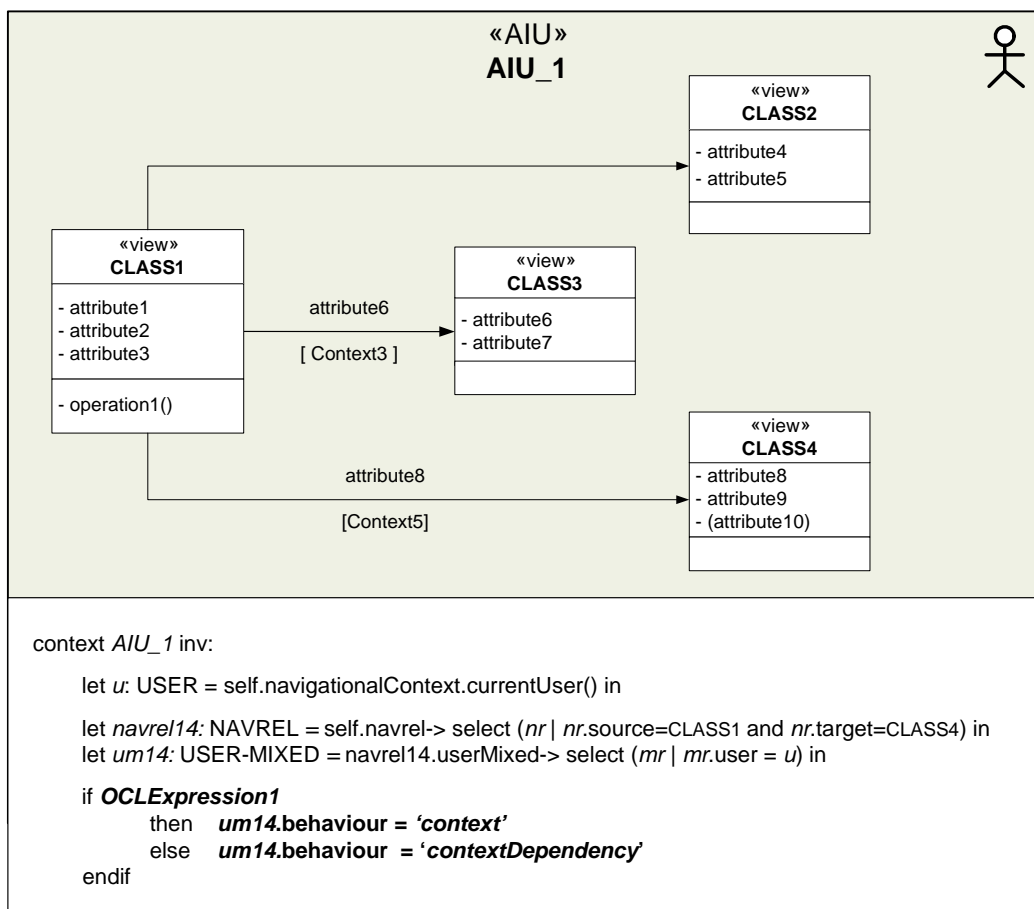 «AIU»
AIU_1
«view»
CLASS2
- attribute4
- attribute5
«view»
CLASS1
- attribute1
- attribute2
- attribute3
- operation1()
attribute6
[ Context3 ]
«view»
CLASS3
- attribute6
- attribute7
attribute8
[Context5]
«view»
CLASS4
- attribute8
- attribute9
- (attribute10)
context AIU_1 inv:
let u: USER = self.navigationalContext.currentUser() in
let navrel14: NAVREL = self.navrel-> select (nr | nr.source=CLASS1 and nr.target=CLASS4) in
let um14: USER-MIXED = navrel14.userMixed-> select (mr | mr.user = u) in
if OCLExpression1
then um14.behaviour = ‘context’
else um14.behaviour = ‘contextDependency’
endif